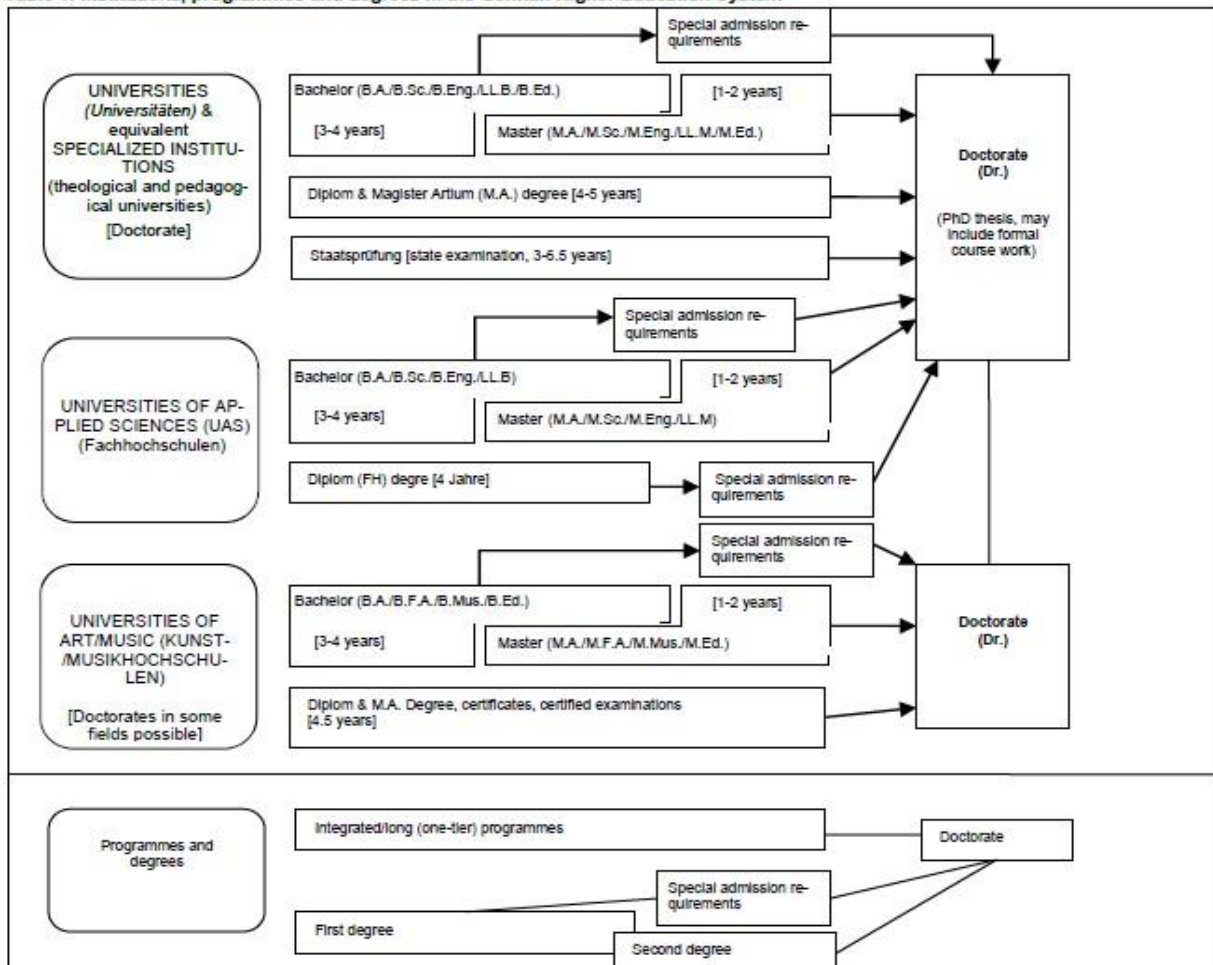 UNIVERSITIES
(Universitäten) &
equivalent
SPECIALIZED INSTITU-
TIONS
(theological and pedagog-
ical universities)
[Doctorate]
Special admission re-
quirements
Bachelor (B.A./B.Sc./B.Eng./LL.B./B.Ed.)
[3-4 years]
[1-2 years]
Master (M.A./M.Sc./M.Eng./LL.M./M.Ed.)
Diplom & Magister Artium (M.A.) degree [4-5 years]
Staatsprüfung [state examination, 3-6.5 years]
Doctorate
(Dr.)
(PhD thesis, may
include formal
course work)
UNIVERSITIES OF AP-
PLIED SCIENCES (UAS)
(Fachhochschulen)
Special admission re-
quirements
Bachelor (B.A./B.Sc./B.Eng./LL.B)
[3-4 years]
[1-2 years]
Master (M.A./M.Sc./M.Eng./LL.M)
Diplom (FH) degre [4 Jahre]
Special admission re-
quirements
UNIVERSITIES OF
ART/MUSIC (KUNST-
/MUSIKHOCHSCHU-
LEN)
[Doctorates in some
fields possible]
Special admission re-
quirements
Bachelor (B.A./B.F.A./B.Mus./B.Ed.)
[3-4 years]
[1-2 years]
Master (M.A./M.F.A./M.Mus./M.Ed.)
Diplom & M.A. Degree, certificates, certified examinations
[4.5 years]
Doctorate
(Dr.)
Programmes and
degrees
Integrated/long (one-tier) programmes
Doctorate
Special admission re-
quirements
First degree
Second degree